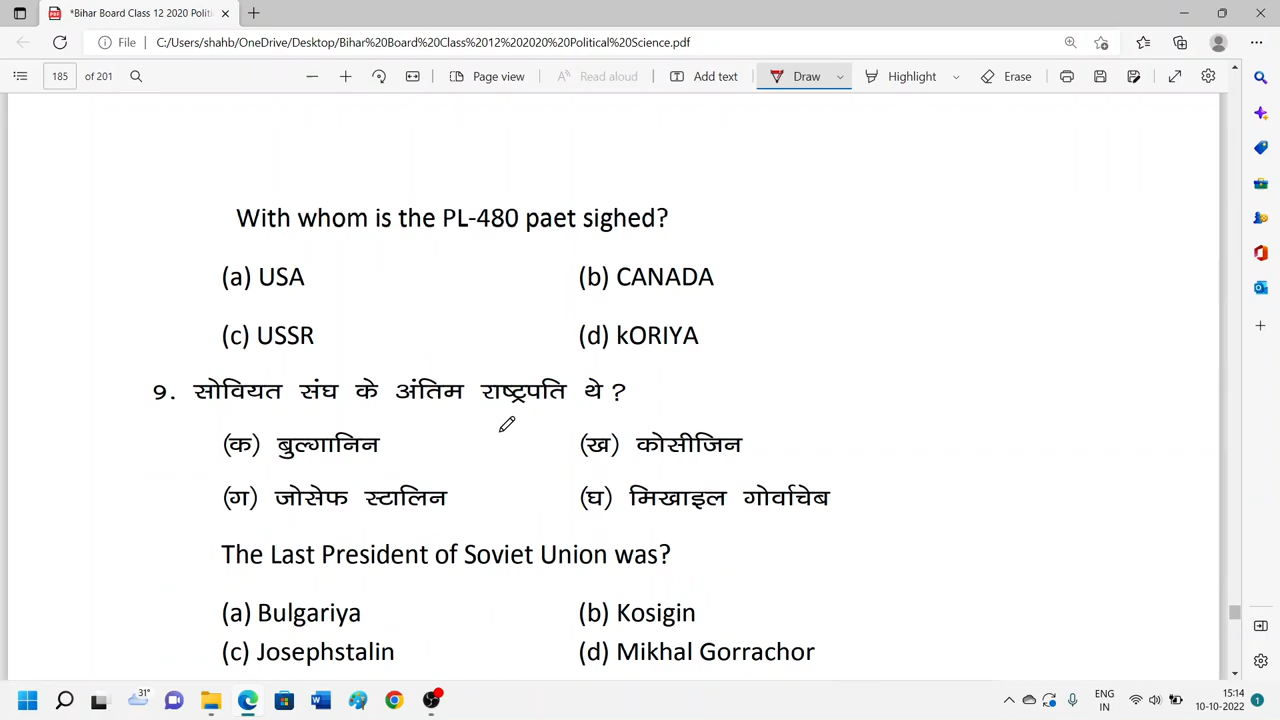 *Bihar Board Class 12 2020 Politi
File C:/Users/shahb/OneDrive/Desktop/Bihar%20Board%20Class%2012%202020%20Political%20Science.pdf
185 of 201 Page view Read aloud Add text Draw Highlight Erase
With whom is the PL-480 paet sighed?
(a) USA (b) CANADA
(c) USSR (d) kORIYA
9. सोवियत संघ के अंतिम राष्ट्रपति थे ?
(क) बुल्गानिन (ख) कोसीजिन
(ग) जोसेफ स्टालिन (घ) मिखाइल गोर्वाचेब
The Last President of Soviet Union was?
(a) Bulgariya (b) Kosigin
(c) Josephstalin (d) Mikhal Gorrachor
31° ENG 15:14
IN 10-10-2022 1